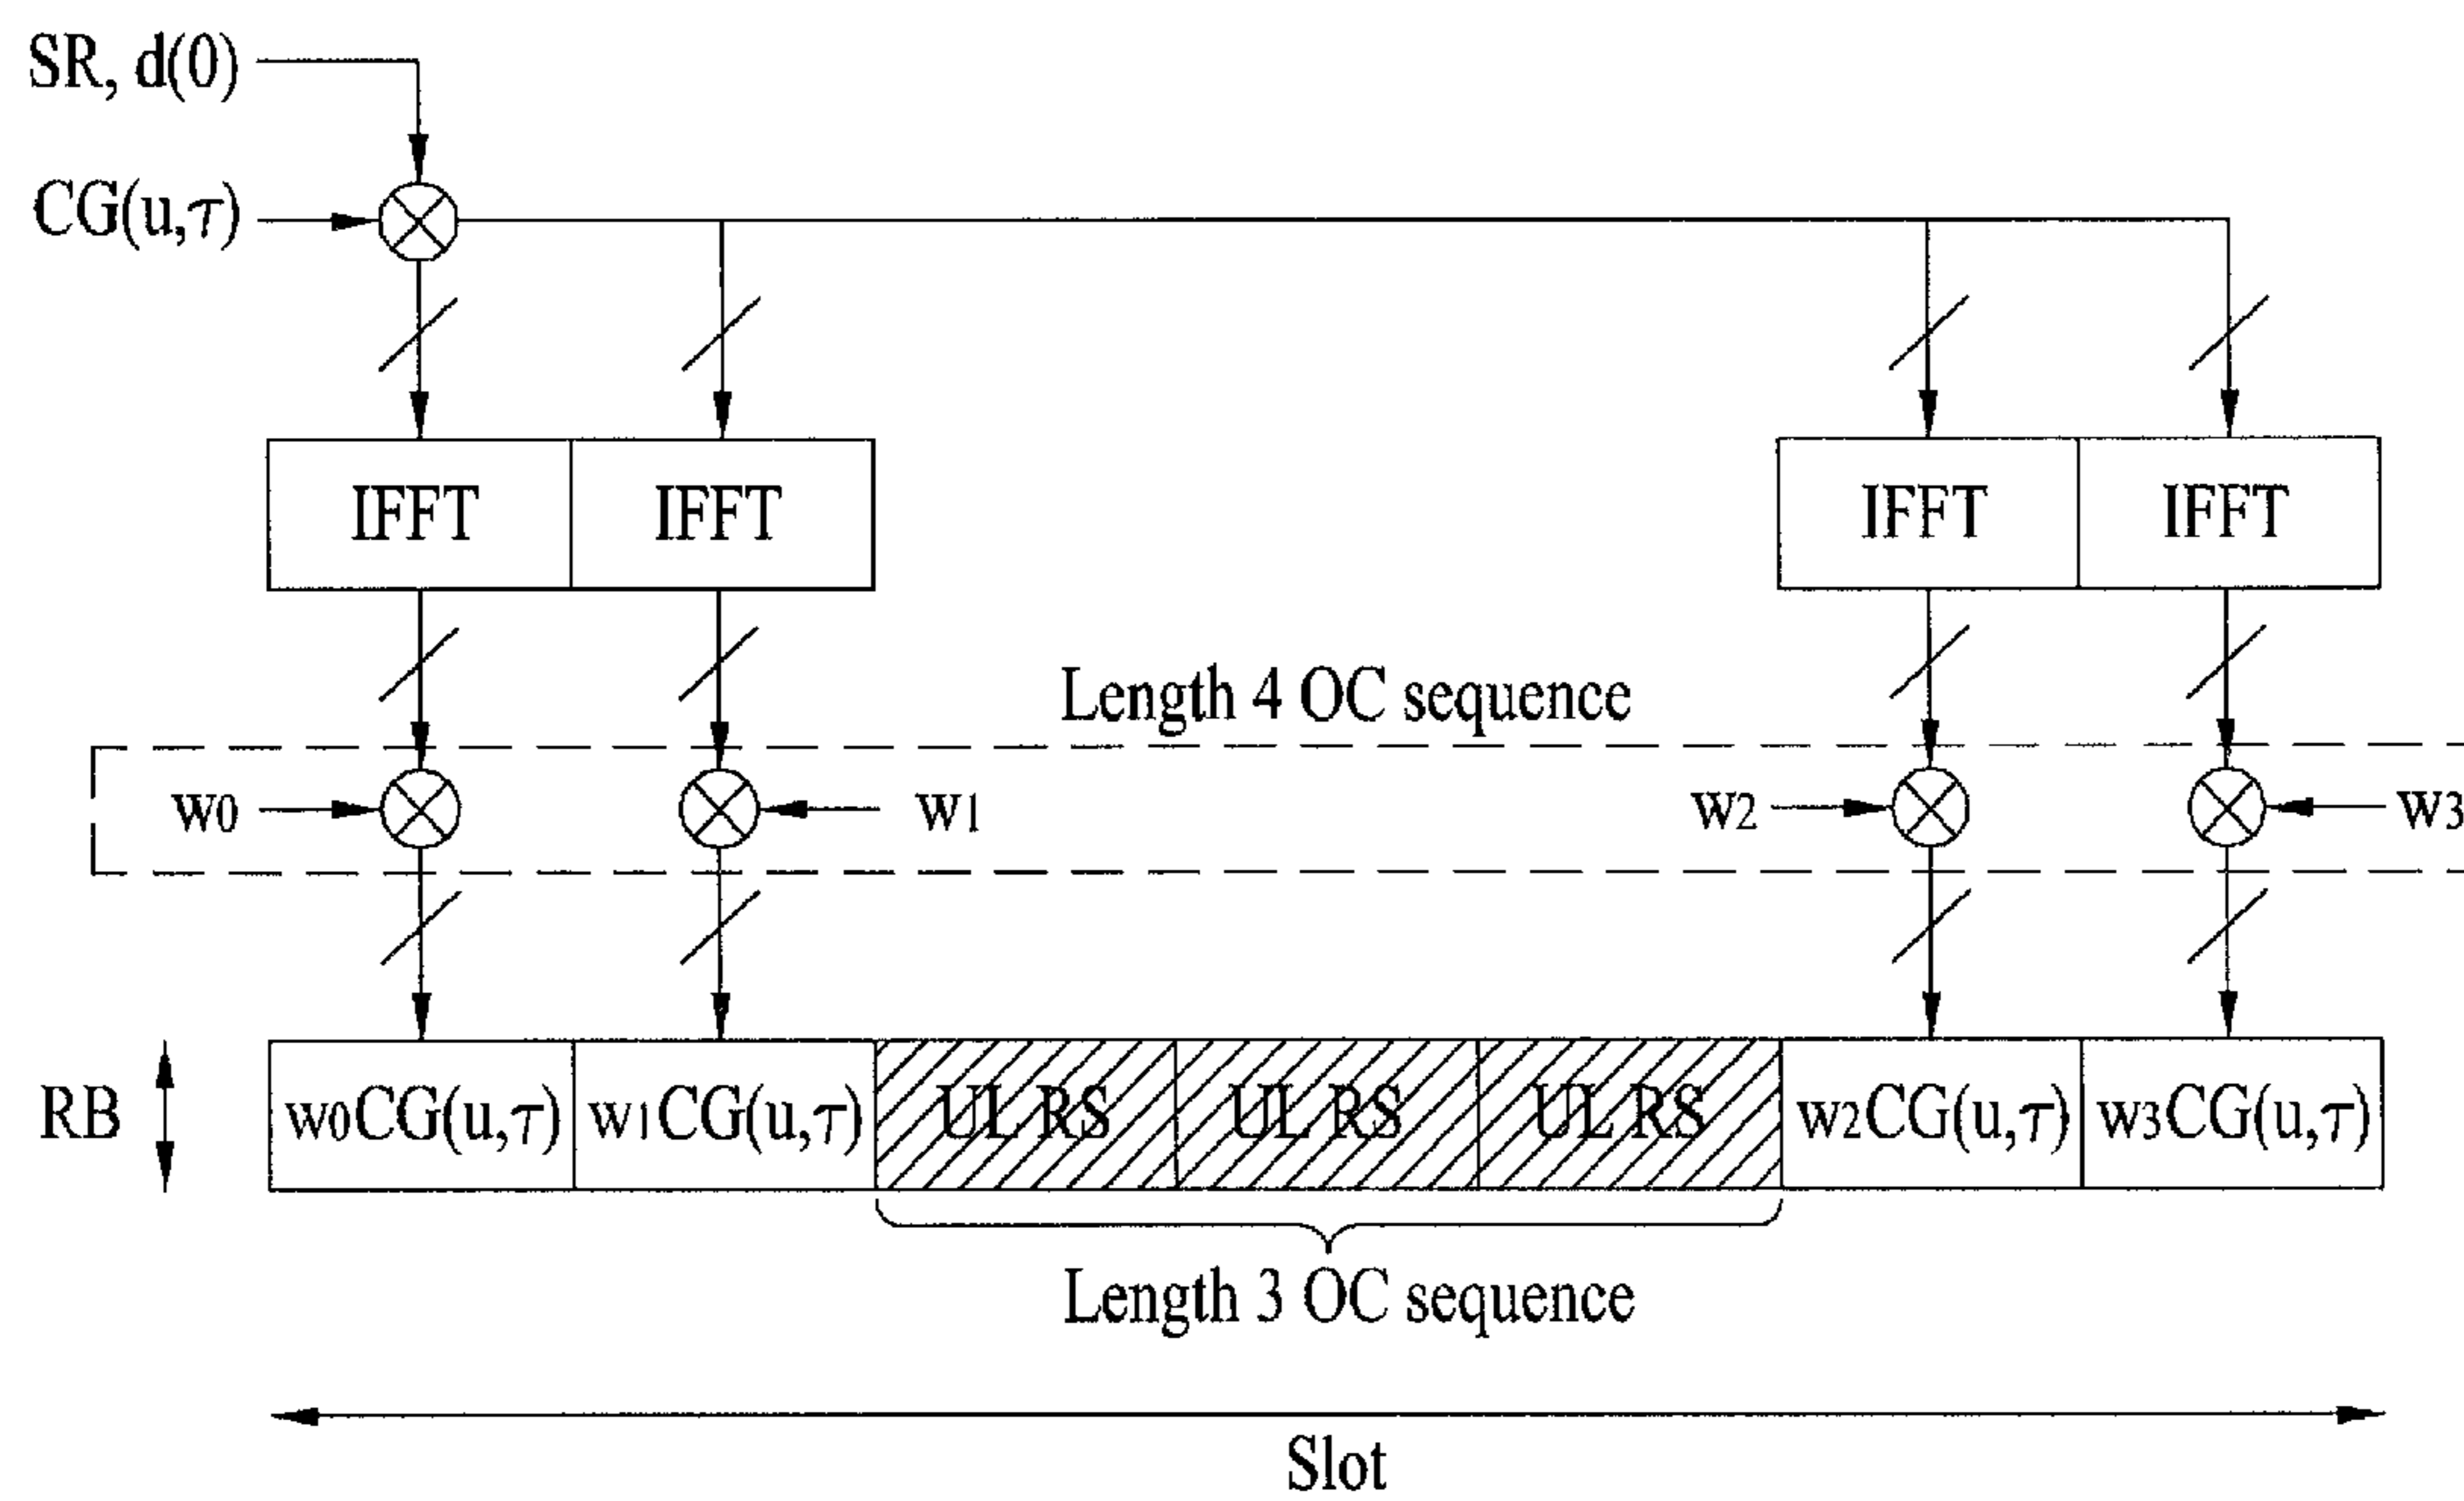 SR, d(0)
CG(u,τ)
IFFT IFFT IFFT IFFT
Length 4 OC sequence
w0 w1 w2 w3
RB w0CG(u,τ) w1CG(u,τ) UL RS UL RS UL RS w2CG(u,τ) w3CG(u,τ)
Length 3 OC sequence
Slot